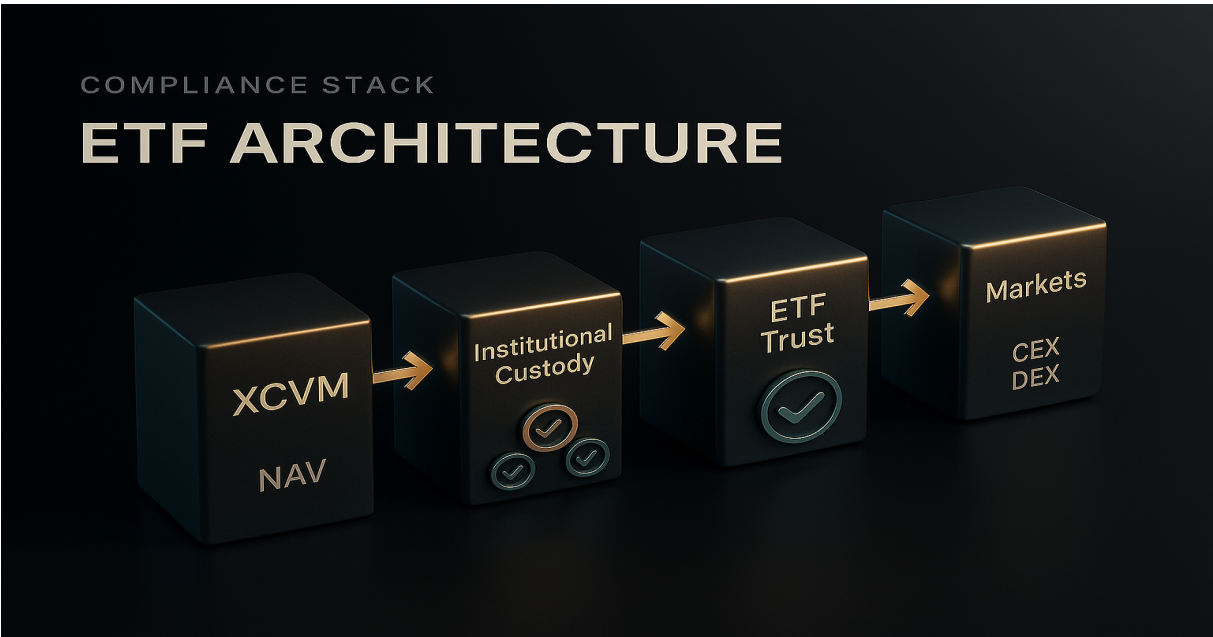 COMPLIANCE STACK
ETF ARCHITECTURE
XCVM
NAV
Institutional
Custody
ETF
Trust
Markets
CEX
DEX